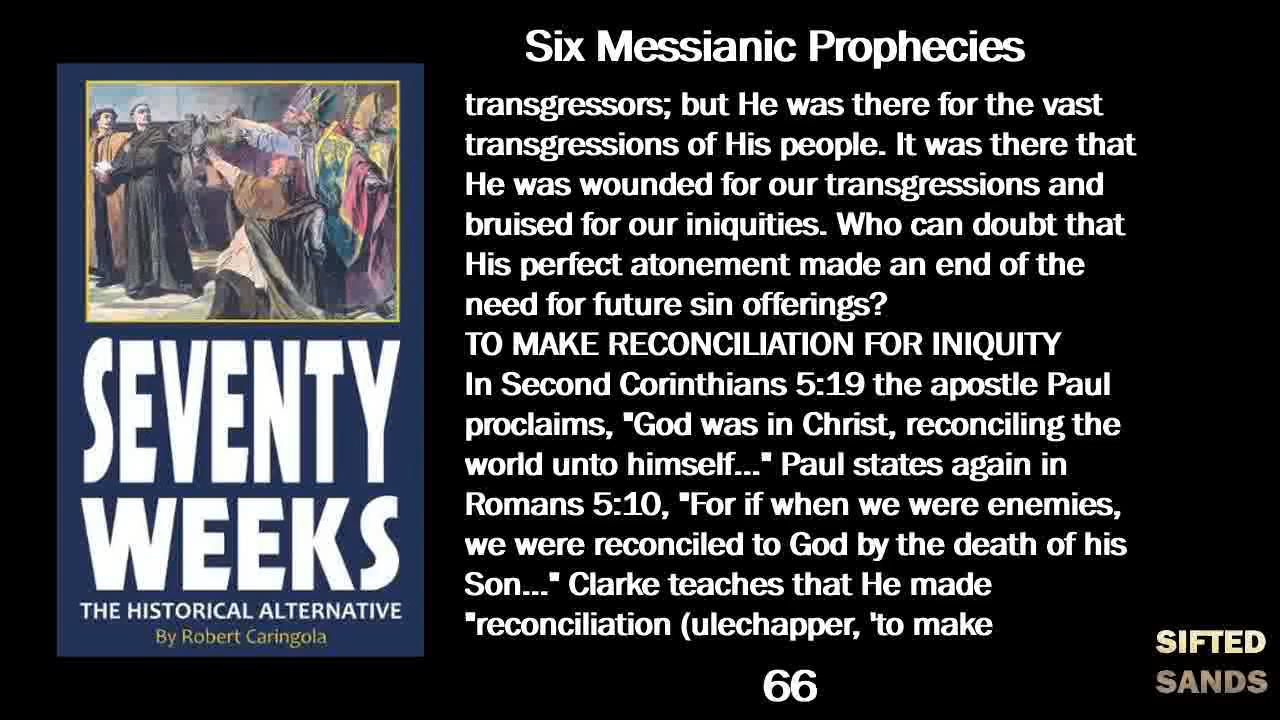 Six Messianic Prophecies
transgressors; but He was there for the vast
transgressions of His people. It was there that
He was wounded for our transgressions and
bruised for our iniquities. Who can doubt that
His perfect atonement made an end of the
need for future sin offerings?
TO MAKE RECONCILIATION FOR INIQUITY
In Second Corinthians 5:19 the apostle Paul
proclaims, "God was in Christ, reconciling the
world unto himself..." Paul states again in
Romans 5:10, "For if when we were enemies,
we were reconciled to God by the death of his
Son..." Clarke teaches that He made
"reconciliation (ulechapper, 'to make
66
SEVENTY
WEEKS
THE HISTORICAL ALTERNATIVE
By Robert Caringola
SIFTED
SANDS